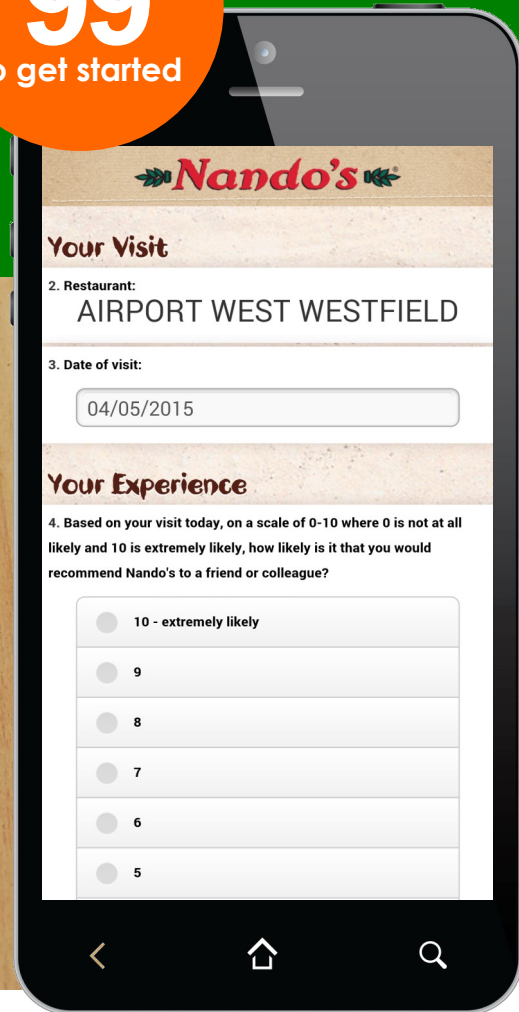 99
get started
Nando's
Your Visit
2. Restaurant:
AIRPORT WEST WESTFIELD
3. Date of visit:
04/05/2015
Your Experience
4. Based on your visit today, on a scale of 0-10 where 0 is not at all
likely and 10 is extremely likely, how likely is it that you would
recommend Nando's to a friend or colleague?
10 - extremely likely
9
8
7
6
5